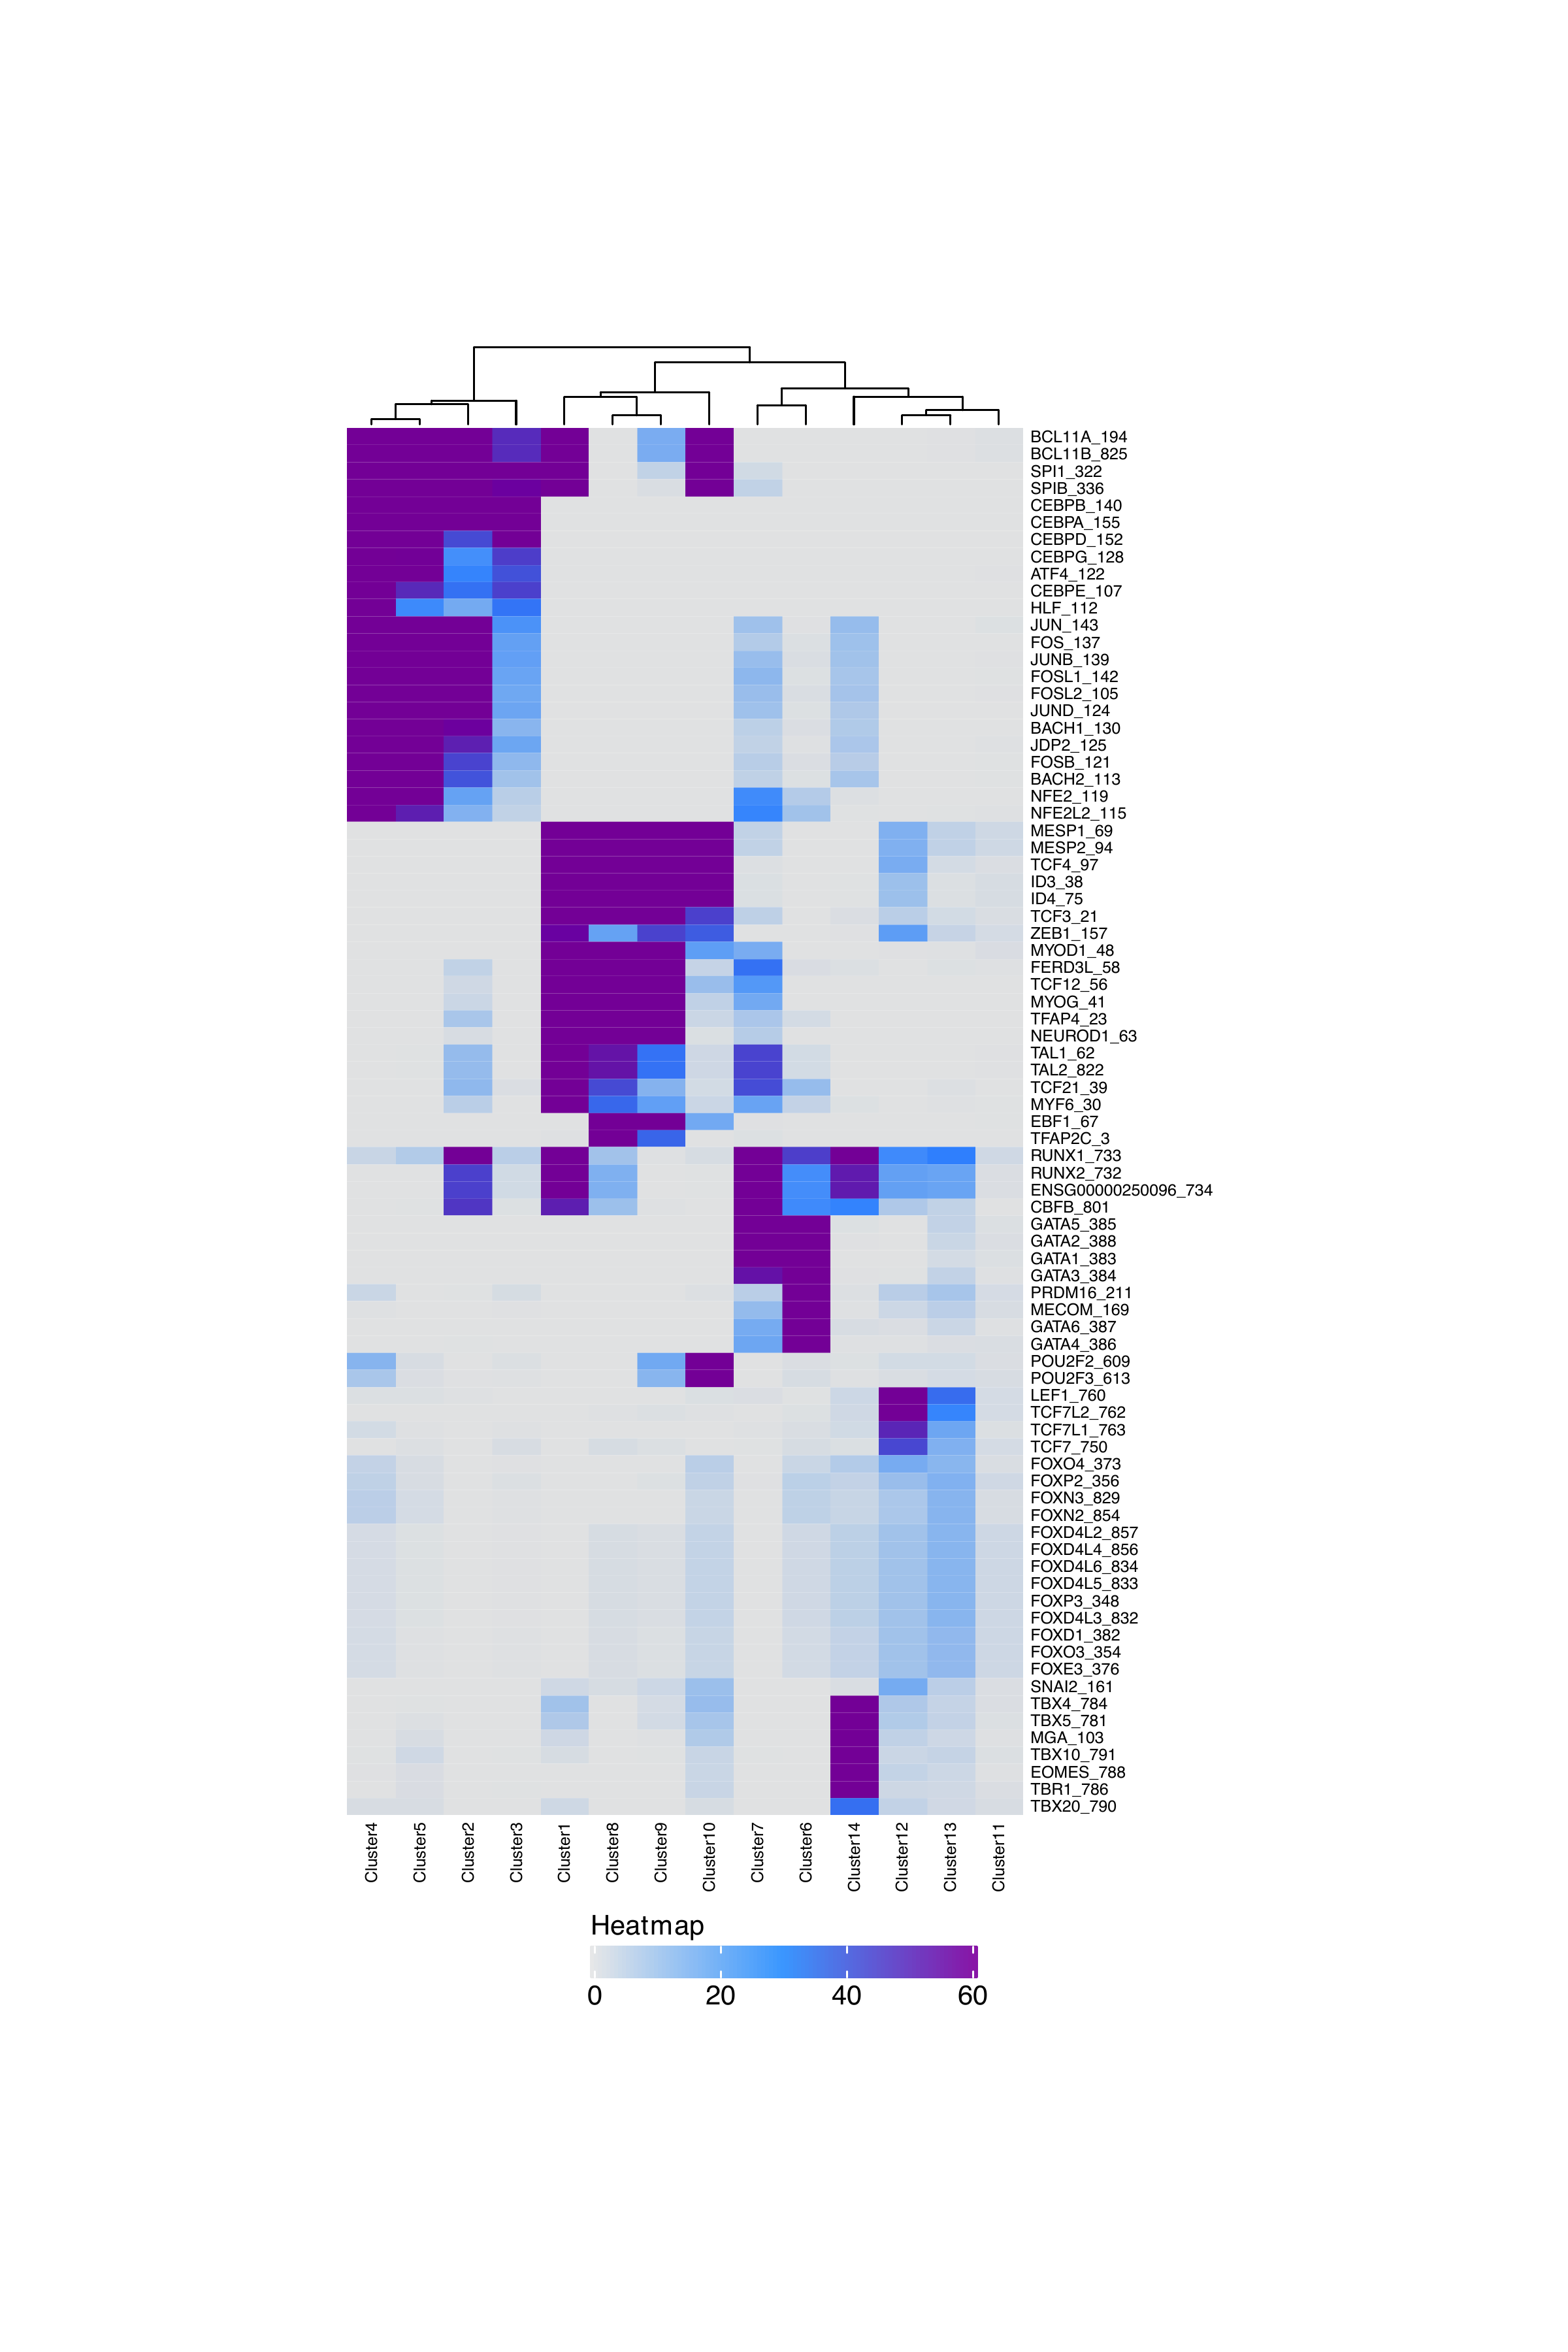 BCL11A_194
BCL11B_825
SPI1_322
SPIB_336
CEBPB_140
CEBPA_155
CEBPD_152
CEBPG_128
ATF4_122
CEBPE_107
HLF_112
JUN_143
FOS_137
JUNB_139
FOSL1_142
FOSL2_105
JUND_124
BACH1_130
JDP2_125
FOSB_121
BACH2_113
NFE2_119
NFE2L2_115
MESP1_69
MESP2_94
TCF4_97
ID3_38
ID4_75
TCF3_21
ZEB1_157
MYOD1_48
FERD3L_58
TCF12_56
MYOG_41
TFAP4_23
NEUROD1_63
TAL1_62
TAL2_822
TCF21_39
MYF6_30
EBF1_67
TFAP2C_3
RUNX1_733
RUNX2_732
ENSG00000250096_734
CBFB_801
GATA5_385
GATA2_388
GATA1_383
GATA3_384
PRDM16_211
MECOM_169
GATA6_387
GATA4_386
POU2F2_609
POU2F3_613
LEF1_760
TCF7L2_762
TCF7L1_763
TCF7_750
FOXO4_373
FOXP2_356
FOXN3_829
FOXN2_854
FOXD4L2_857
FOXD4L4_856
FOXD4L6_834
FOXD4L5_833
FOXP3_348
FOXD4L3_832
FOXD1_382
FOXO3_354
FOXE3_376
SNAI2_161
TBX4_784
TBX5_781
MGA_103
TBX10_791
EOMES_788
TBR1_786
TBX20_790
Cluster4
Cluster5
Cluster2
Cluster3
Cluster1
Cluster8
Cluster9
Cluster10
Cluster7
Cluster6
Cluster14
Cluster12
Cluster13
Cluster11
Heatmap
0 20 40 60